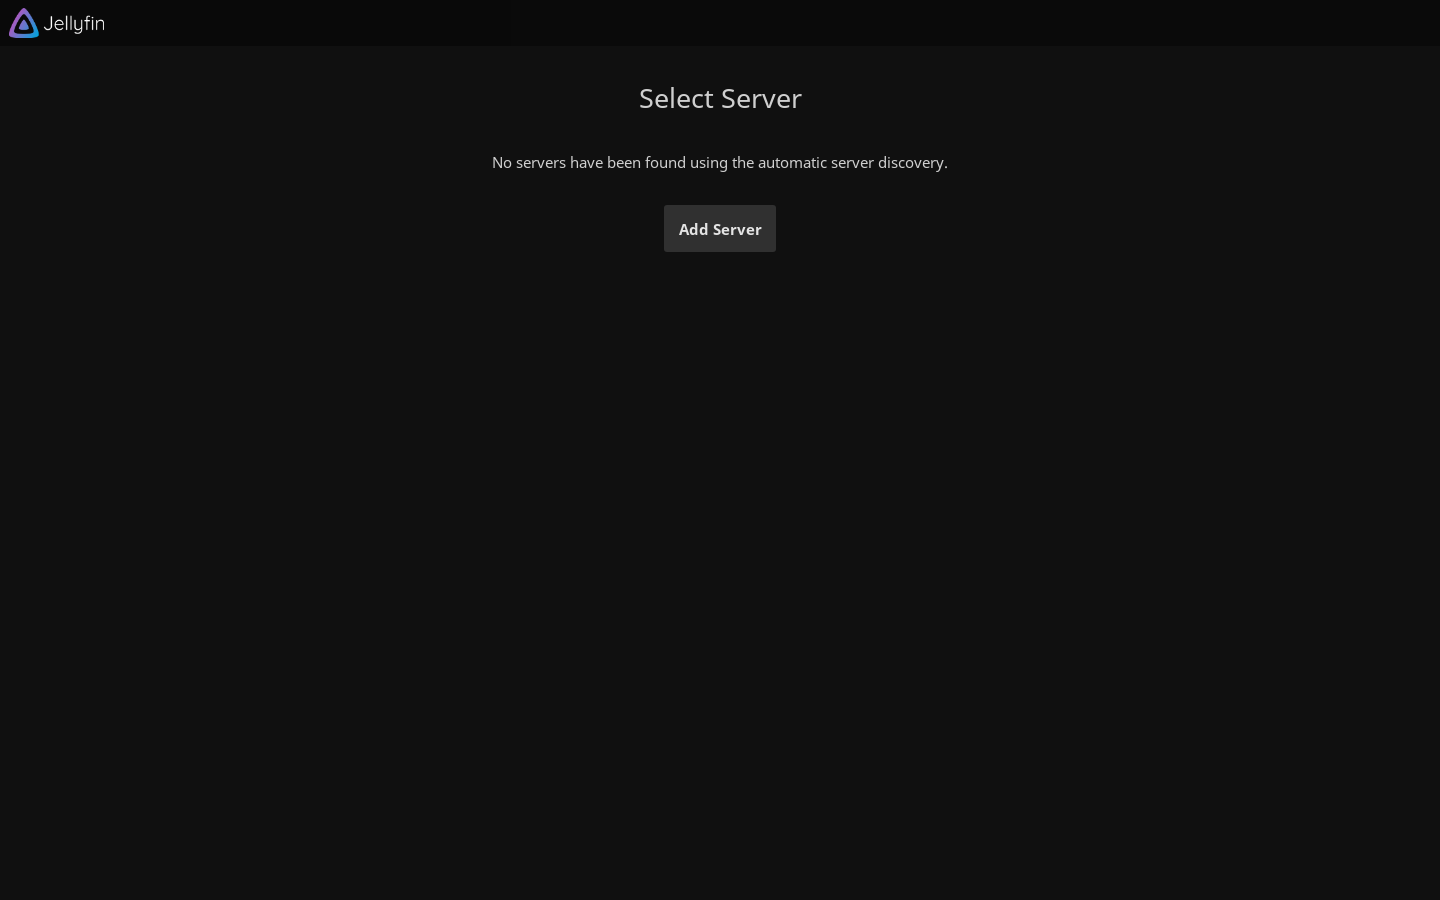 Jellyfin
Select Server
No servers have been found using the automatic server discovery.
Add Server